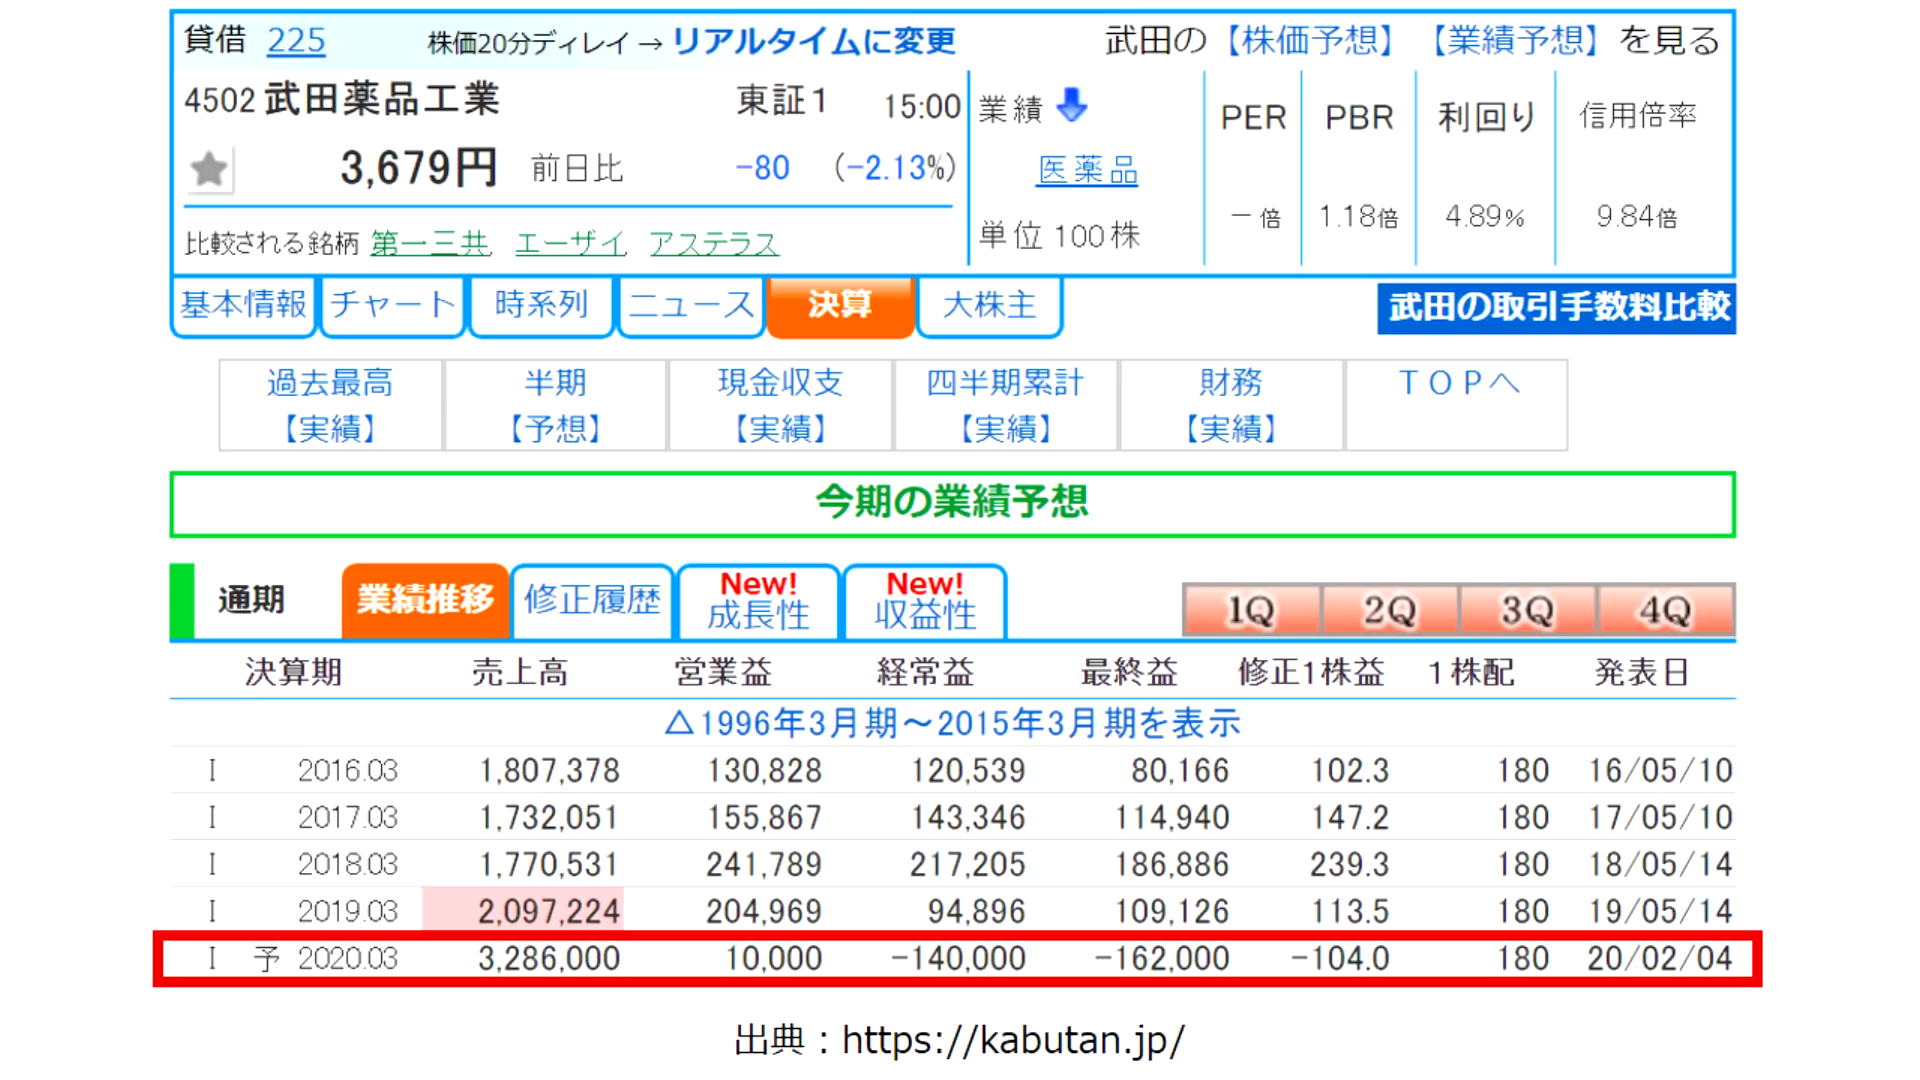 貸借 225 株価20分ディレイ → リアルタイムに変更 武田の 【株価予想】 【業績予想】 を見る
4502 武田薬品工業 東証1 15:00 業績 PER PBR 利回り 信用倍率
3,679円 前日比 -80 (-2.13%) 医薬品
比較される銘柄 第一三共, エーザイ, アステラス 単位 100株 －倍 1.18倍 4.89% 9.84倍
基本情報 チャート 時系列 ニュース 決算 大株主 武田の取引手数料比較
過去最高 半期 現金収支 四半期累計 財務 ＴＯＰへ
【実績】 【予想】 【実績】 【実績】 【実績】
今期の業績予想
通期 業績推移 修正履歴 New! 成長性 New! 収益性 1Q 2Q 3Q 4Q
決算期 売上高 営業益 経常益 最終益 修正1株益 1株配 発表日
△1996年3月期～2015年3月期を表示
I 2016.03 1,807,378 130,828 120,539 80,166 102.3 180 16/05/10
I 2017.03 1,732,051 155,867 143,346 114,940 147.2 180 17/05/10
I 2018.03 1,770,531 241,789 217,205 186,886 239.3 180 18/05/14
I 2019.03 2,097,224 204,969 94,896 109,126 113.5 180 19/05/14
I 予 2020.03 3,286,000 10,000 -140,000 -162,000 -104.0 180 20/02/04
出典：https://kabutan.jp/